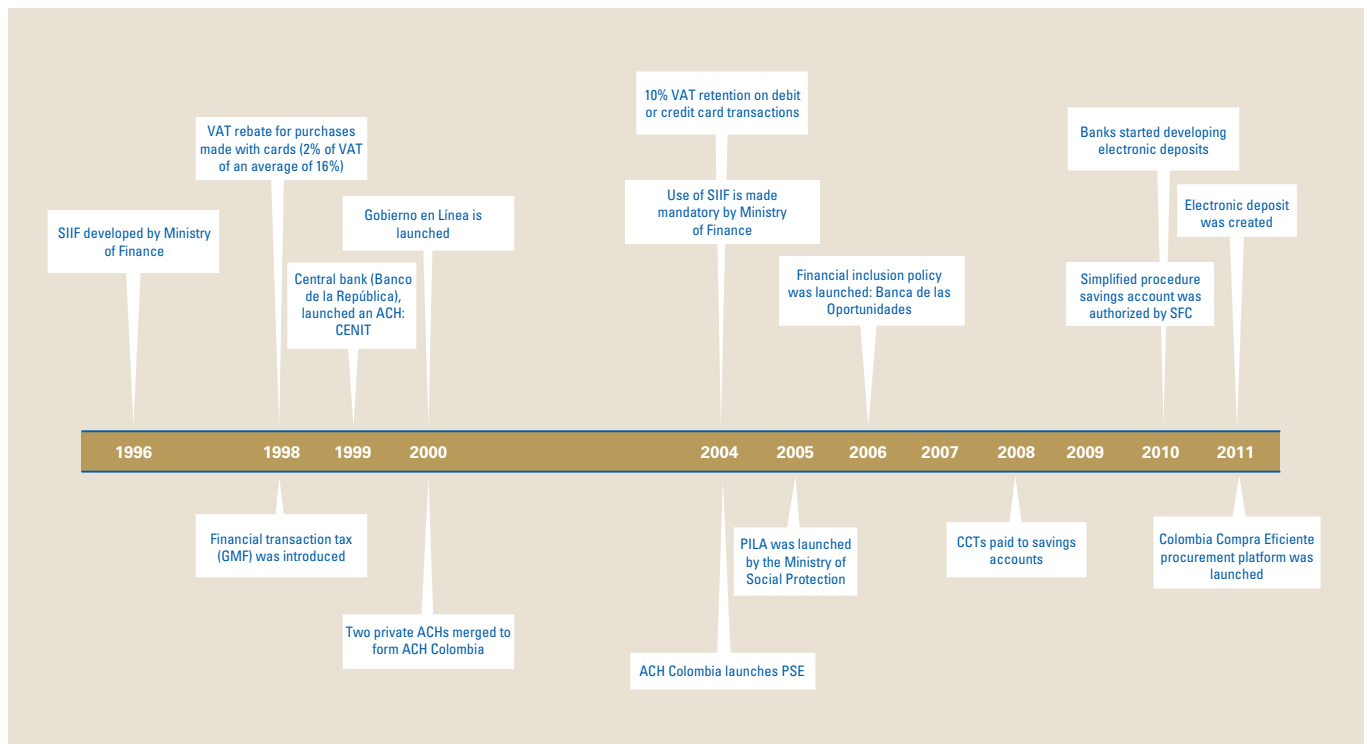 10% VAT retention on debit
or credit card transactions
VAT rebate for purchases
made with cards (2% of VAT
of an average of 16%)
Banks started developing
electronic deposits
Use of SIIF is made
mandatory by Ministry
of Finance
Gobierno en Línea is
launched
Electronic deposit
was created
SIIF developed by Ministry
of Finance
Central bank (Banco
de la República),
launched an ACH:
CENIT
Financial inclusion policy
was launched: Banca de las
Oportunidades
Simplified procedure
savings account was
authorized by SFC
1996
1998
1999
2000
2004
2005
2006
2007
2008
2009
2010
2011
Financial transaction tax
(GMF) was introduced
PILA was launched
by the Ministry of
Social Protection
CCTs paid to savings
accounts
Colombia Compra Eficiente
procurement platform was
launched
Two private ACHs merged to
form ACH Colombia
ACH Colombia launches PSE